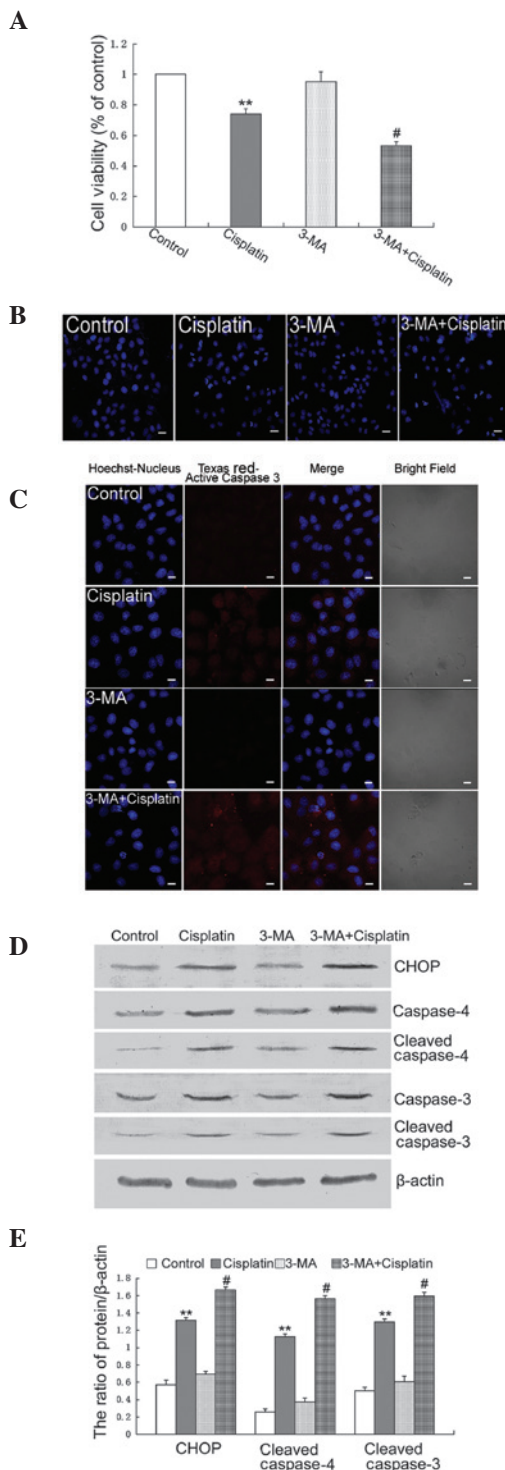 A
Cell viability (% of control)
1.2
1
0.8
0.6
0.4
0.2
0
Control
Cisplatin
3-MA
3-MA+Cisplatin
**
#
B
Control
Cisplatin
3-MA
3-MA+Cisplatin
C
Hoechst-Nucleus
Texas red-
Active Caspase 3
Merge
Bright Field
Control
Cisplatin
3-MA
3-MA+Cisplatin
D
Control
Cisplatin
3-MA
3-MA+Cisplatin
CHOP
Caspase-4
Cleaved
caspase-4
Caspase-3
Cleaved
caspase-3
β-actin
E
Control
Cisplatin
3-MA
3-MA+Cisplatin
The ratio of protein/β-actin
1.8
1.6
1.4
1.2
1
0.8
0.6
0.4
0.2
0
**
#
**
#
**
#
CHOP
Cleaved
caspase-4
Cleaved
caspase-3